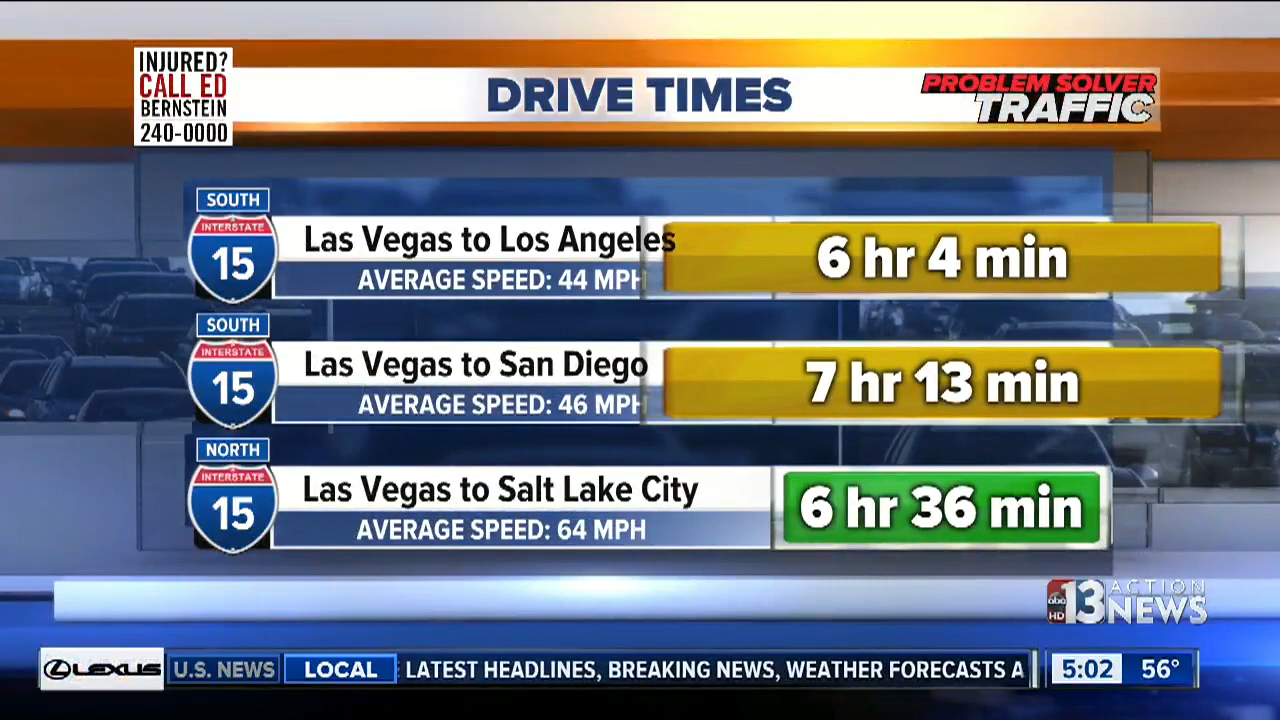 INJURED?
CALL ED
BERNSTEIN
240-0000
DRIVE TIMES
PROBLEM SOLVER
TRAFFIC
SOUTH
INTERSTATE
15
Las Vegas to Los Angeles
AVERAGE SPEED: 44 MPH
6 hr 4 min
SOUTH
INTERSTATE
15
Las Vegas to San Diego
AVERAGE SPEED: 46 MPH
7 hr 13 min
NORTH
INTERSTATE
15
Las Vegas to Salt Lake City
AVERAGE SPEED: 64 MPH
6 hr 36 min
abc
HD
13
ACTION
NEWS
LEXUS
U.S. NEWS
LOCAL
LATEST HEADLINES, BREAKING NEWS, WEATHER FORECASTS A
5:02
56°